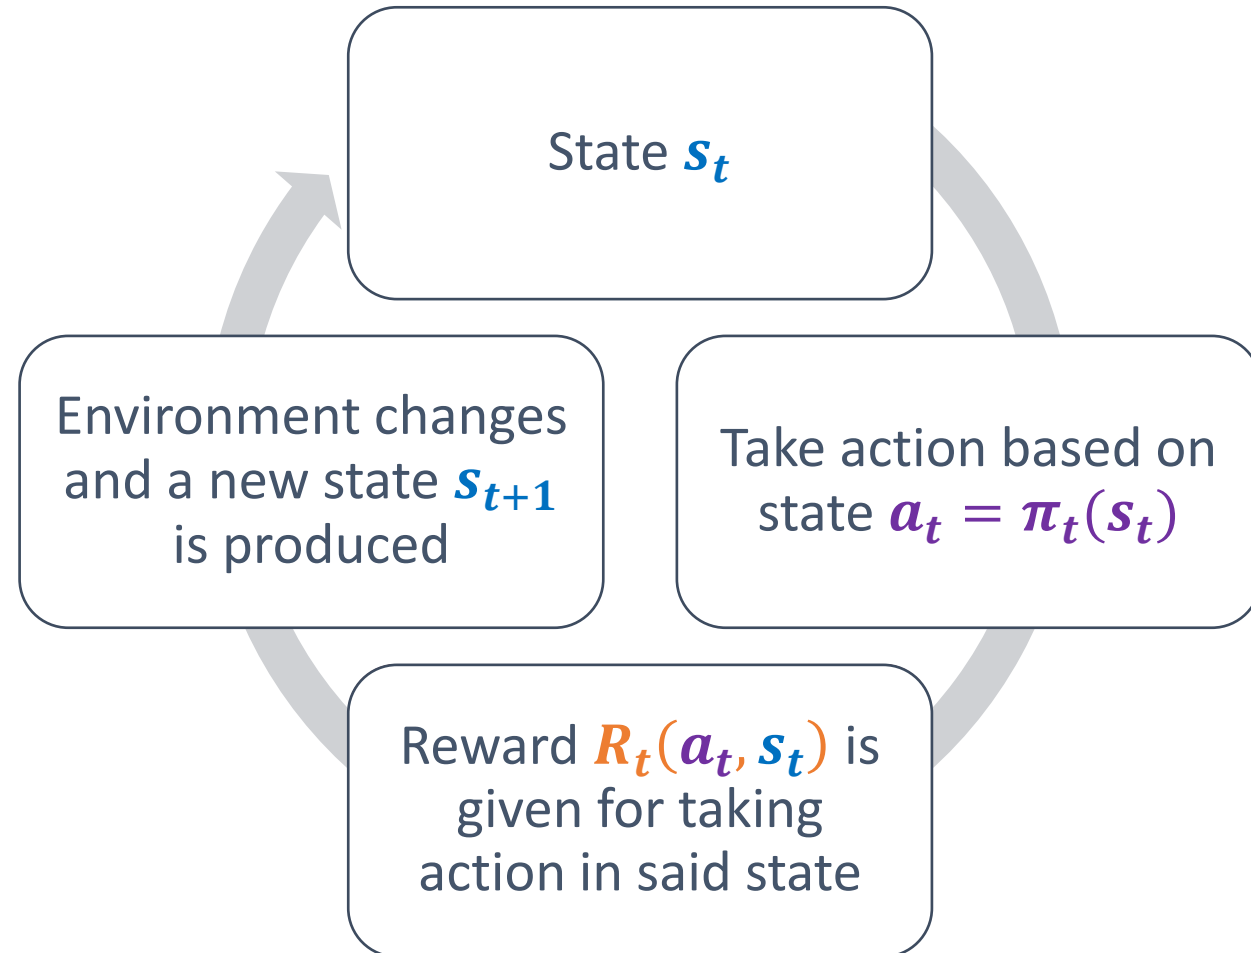 State s_t
Take action based on
state a_t = π_t(s_t)
Reward R_t(a_t, s_t) is
given for taking
action in said state
Environment changes
and a new state s_{t+1}
is produced